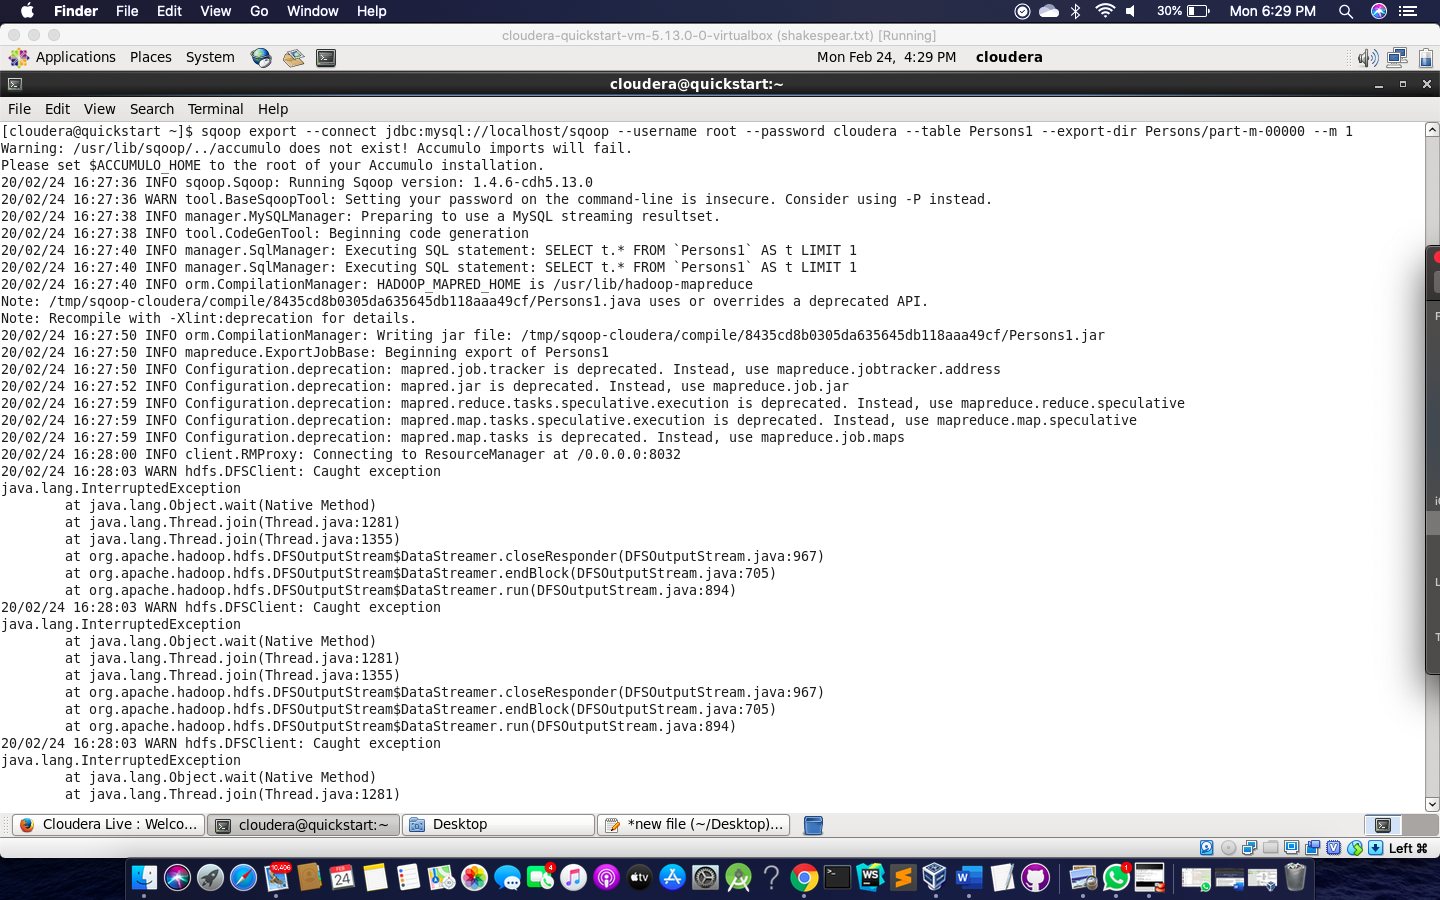 Finder File Edit View Go Window Help 30% Mon 6:29 PM
cloudera-quickstart-vm-5.13.0-0-virtualbox (shakespear.txt) [Running]
Applications Places System Mon Feb 24, 4:29 PM cloudera
cloudera@quickstart:~
File Edit View Search Terminal Help
[cloudera@quickstart ~]$ sqoop export --connect jdbc:mysql://localhost/sqoop --username root --password cloudera --table Persons1 --export-dir Persons/part-m-00000 --m 1
Warning: /usr/lib/sqoop/../accumulo does not exist! Accumulo imports will fail.
Please set $ACCUMULO_HOME to the root of your Accumulo installation.
20/02/24 16:27:36 INFO sqoop.Sqoop: Running Sqoop version: 1.4.6-cdh5.13.0
20/02/24 16:27:36 WARN tool.BaseSqoopTool: Setting your password on the command-line is insecure. Consider using -P instead.
20/02/24 16:27:38 INFO manager.MySQLManager: Preparing to use a MySQL streaming resultset.
20/02/24 16:27:38 INFO tool.CodeGenTool: Beginning code generation
20/02/24 16:27:40 INFO manager.SqlManager: Executing SQL statement: SELECT t.* FROM `Persons1` AS t LIMIT 1
20/02/24 16:27:40 INFO manager.SqlManager: Executing SQL statement: SELECT t.* FROM `Persons1` AS t LIMIT 1
20/02/24 16:27:40 INFO orm.CompilationManager: HADOOP_MAPRED_HOME is /usr/lib/hadoop-mapreduce
Note: /tmp/sqoop-cloudera/compile/8435cd8b0305da635645db118aaa49cf/Persons1.java uses or overrides a deprecated API.
Note: Recompile with -Xlint:deprecation for details.
20/02/24 16:27:50 INFO orm.CompilationManager: Writing jar file: /tmp/sqoop-cloudera/compile/8435cd8b0305da635645db118aaa49cf/Persons1.jar
20/02/24 16:27:50 INFO mapreduce.ExportJobBase: Beginning export of Persons1
20/02/24 16:27:50 INFO Configuration.deprecation: mapred.job.tracker is deprecated. Instead, use mapreduce.jobtracker.address
20/02/24 16:27:52 INFO Configuration.deprecation: mapred.jar is deprecated. Instead, use mapreduce.job.jar
20/02/24 16:27:59 INFO Configuration.deprecation: mapred.reduce.tasks.speculative.execution is deprecated. Instead, use mapreduce.reduce.speculative
20/02/24 16:27:59 INFO Configuration.deprecation: mapred.map.tasks.speculative.execution is deprecated. Instead, use mapreduce.map.speculative
20/02/24 16:27:59 INFO Configuration.deprecation: mapred.map.tasks is deprecated. Instead, use mapreduce.job.maps
20/02/24 16:28:00 INFO client.RMProxy: Connecting to ResourceManager at /0.0.0.0:8032
20/02/24 16:28:03 WARN hdfs.DFSClient: Caught exception
java.lang.InterruptedException
at java.lang.Object.wait(Native Method)
at java.lang.Thread.join(Thread.java:1281)
at java.lang.Thread.join(Thread.java:1355)
at org.apache.hadoop.hdfs.DFSOutputStream$DataStreamer.closeResponder(DFSOutputStream.java:967)
at org.apache.hadoop.hdfs.DFSOutputStream$DataStreamer.endBlock(DFSOutputStream.java:705)
at org.apache.hadoop.hdfs.DFSOutputStream$DataStreamer.run(DFSOutputStream.java:894)
20/02/24 16:28:03 WARN hdfs.DFSClient: Caught exception
java.lang.InterruptedException
at java.lang.Object.wait(Native Method)
at java.lang.Thread.join(Thread.java:1281)
at java.lang.Thread.join(Thread.java:1355)
at org.apache.hadoop.hdfs.DFSOutputStream$DataStreamer.closeResponder(DFSOutputStream.java:967)
at org.apache.hadoop.hdfs.DFSOutputStream$DataStreamer.endBlock(DFSOutputStream.java:705)
at org.apache.hadoop.hdfs.DFSOutputStream$DataStreamer.run(DFSOutputStream.java:894)
20/02/24 16:28:03 WARN hdfs.DFSClient: Caught exception
java.lang.InterruptedException
at java.lang.Object.wait(Native Method)
at java.lang.Thread.join(Thread.java:1281)
Cloudera Live : Welco... cloudera@quickstart:~ Desktop *new file (~/Desktop)...
Left ⌘
10,406 FEB 24 4 tv WS W 1